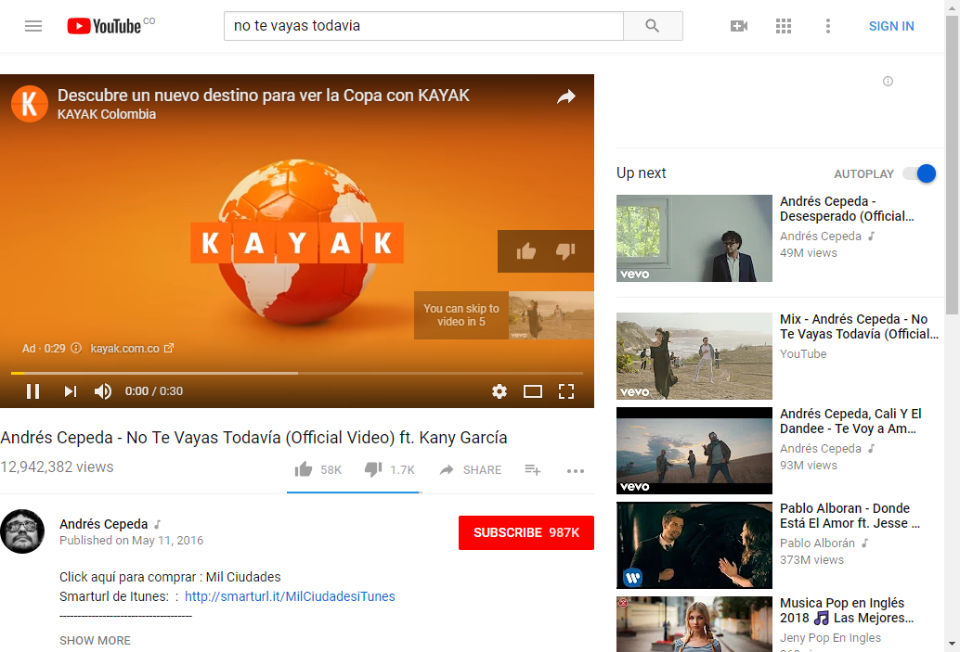 YouTube CO
no te vayas todavia
SIGN IN
K
Descubre un nuevo destino para ver la Copa con KAYAK
KAYAK Colombia
KAYAK
You can skip to
video in 5
vevo
Ad · 0:29
kayak.com.co
0:00 / 0:30
Andrés Cepeda - No Te Vayas Todavía (Official Video) ft. Kany García
12,942,382 views
58K
1.7K
SHARE
Andrés Cepeda
Published on May 11, 2016
SUBSCRIBE 987K
Click aquí para comprar : Mil Ciudades
Smarturl de Itunes: : http://smarturl.it/MilCiudadesiTunes
------------------------------------
SHOW MORE
Up next
AUTOPLAY
vevo
Andrés Cepeda -
Desesperado (Official...
Andrés Cepeda
49M views
vevo
Mix - Andrés Cepeda - No
Te Vayas Todavía (Official...
YouTube
vevo
Andrés Cepeda, Cali Y El
Dandee - Te Voy a Am...
Andrés Cepeda
93M views
W
Pablo Alboran - Donde
Está El Amor ft. Jesse ...
Pablo Alborán
373M views
Musica Pop en Inglés
2018 🎵 Las Mejores...
Jeny Pop En Ingles